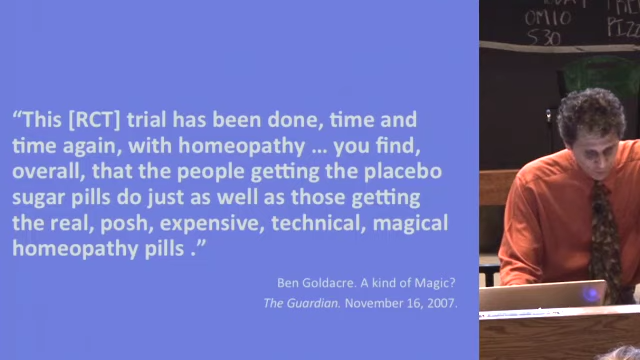 “This [RCT] trial has been done, time and
time again, with homeopathy ... you find,
overall, that the people getting the placebo
sugar pills do just as well as those getting
the real, posh, expensive, technical, magical
homeopathy pills .”
Ben Goldacre. A kind of Magic?
The Guardian. November 16, 2007.
OM10
530